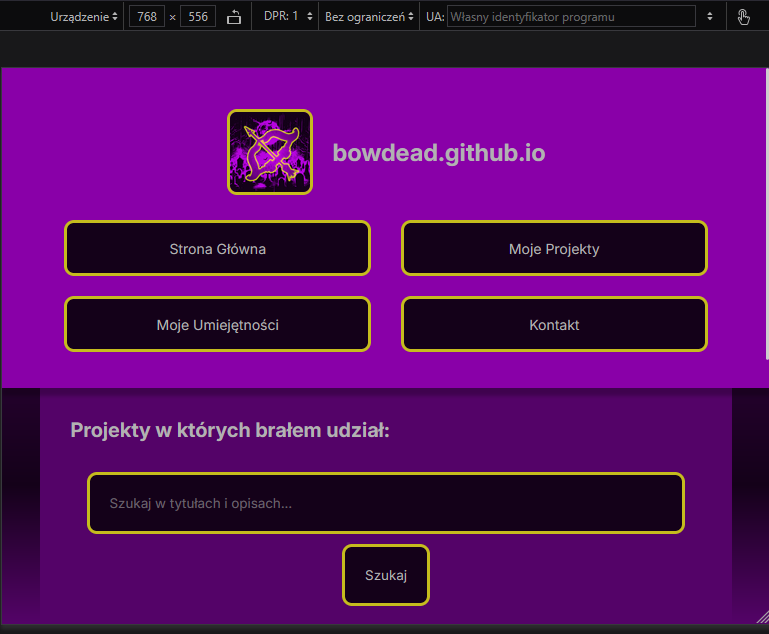 Urządzenie 768 × 556 DPR: 1 Bez ograniczeń UA: Własny identyfikator programu
bowdead.github.io
Strona Główna Moje Projekty
Moje Umiejętności Kontakt
Projekty w których brałem udział:
Szukaj w tytułach i opisach...
Szukaj